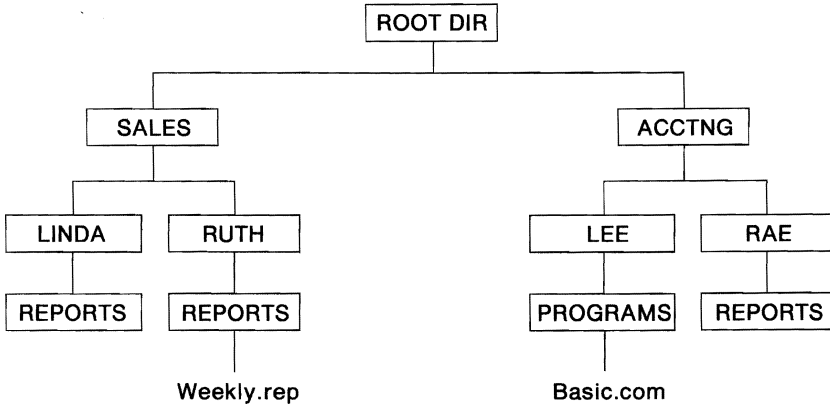 ROOT DIR
SALES ACCTNG
LINDA RUTH LEE RAE
REPORTS REPORTS PROGRAMS REPORTS
Weekly.rep Basic.com